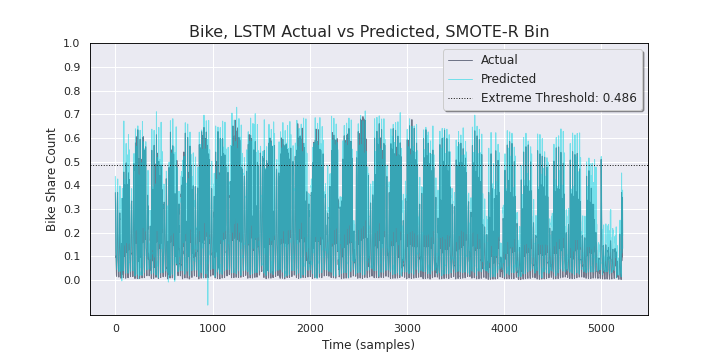 Bike, LSTM Actual vs Predicted, SMOTE-R Bin
Actual
Predicted
Extreme Threshold: 0.486
Bike Share Count
1.0
0.9
0.8
0.7
0.6
0.5
0.4
0.3
0.2
0.1
0.0
0 1000 2000 3000 4000 5000
Time (samples)